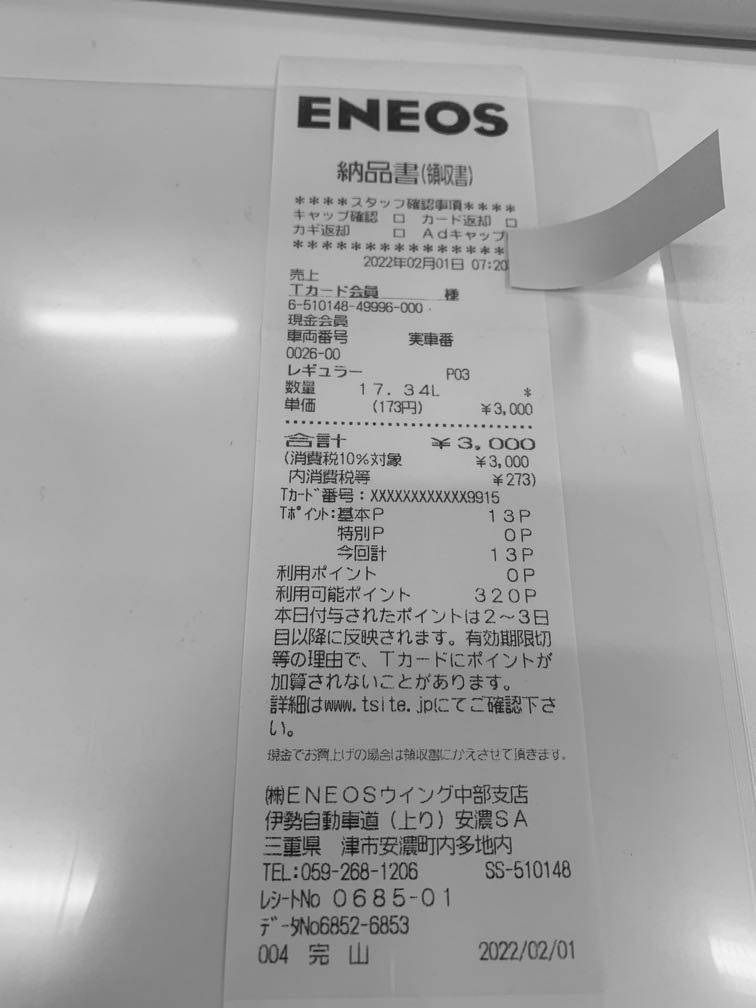 ENEOS
納品書(領収書)
****スタッフ確認事項****
キャップ確認 □ カード返却 □
カギ返却 □ Adキャップ
***************
2022年02月01日 07:20
売上
Tカード会員 様
6-510148-49996-000
現金会員
車両番号 実車番
0026-00
レギュラー P03
数量 17.34L *
単価 (173円) ¥3,000
合計 ¥3,000
(消費税10%対象 ¥3,000
内消費税等 ¥273)
Tカード番号:XXXXXXXXXXXX9915
Tポイント:基本P 13P
特別P 0P
今回計 13P
利用ポイント 0P
利用可能ポイント 320P
本日付与されたポイントは2~3日
目以降に反映されます。有効期限切
等の理由で、Tカードにポイントが
加算されないことがあります。
詳細はwww.tsite.jpにてご確認下さ
い。
現金でお買上げの場合は領収書にかえさせて頂きます。
㈱ENEOSウイング中部支店
伊勢自動車道(上り)安濃SA
三重県 津市安濃町内多地内
TEL:059-268-1206 SS-510148
レシートNo 0685-01
データNo6852-6853
004 完 山 2022/02/01